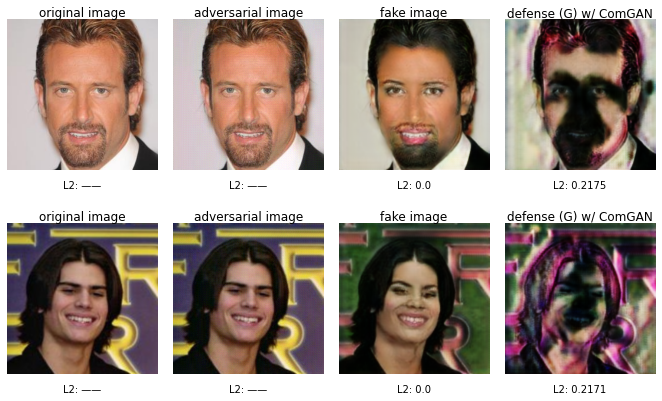 original image
adversarial image
fake image
defense (G) w/ ComGAN
L2: ——
L2: ——
L2: 0.0
L2: 0.2175
original image
adversarial image
fake image
defense (G) w/ ComGAN
L2: ——
L2: ——
L2: 0.0
L2: 0.2171